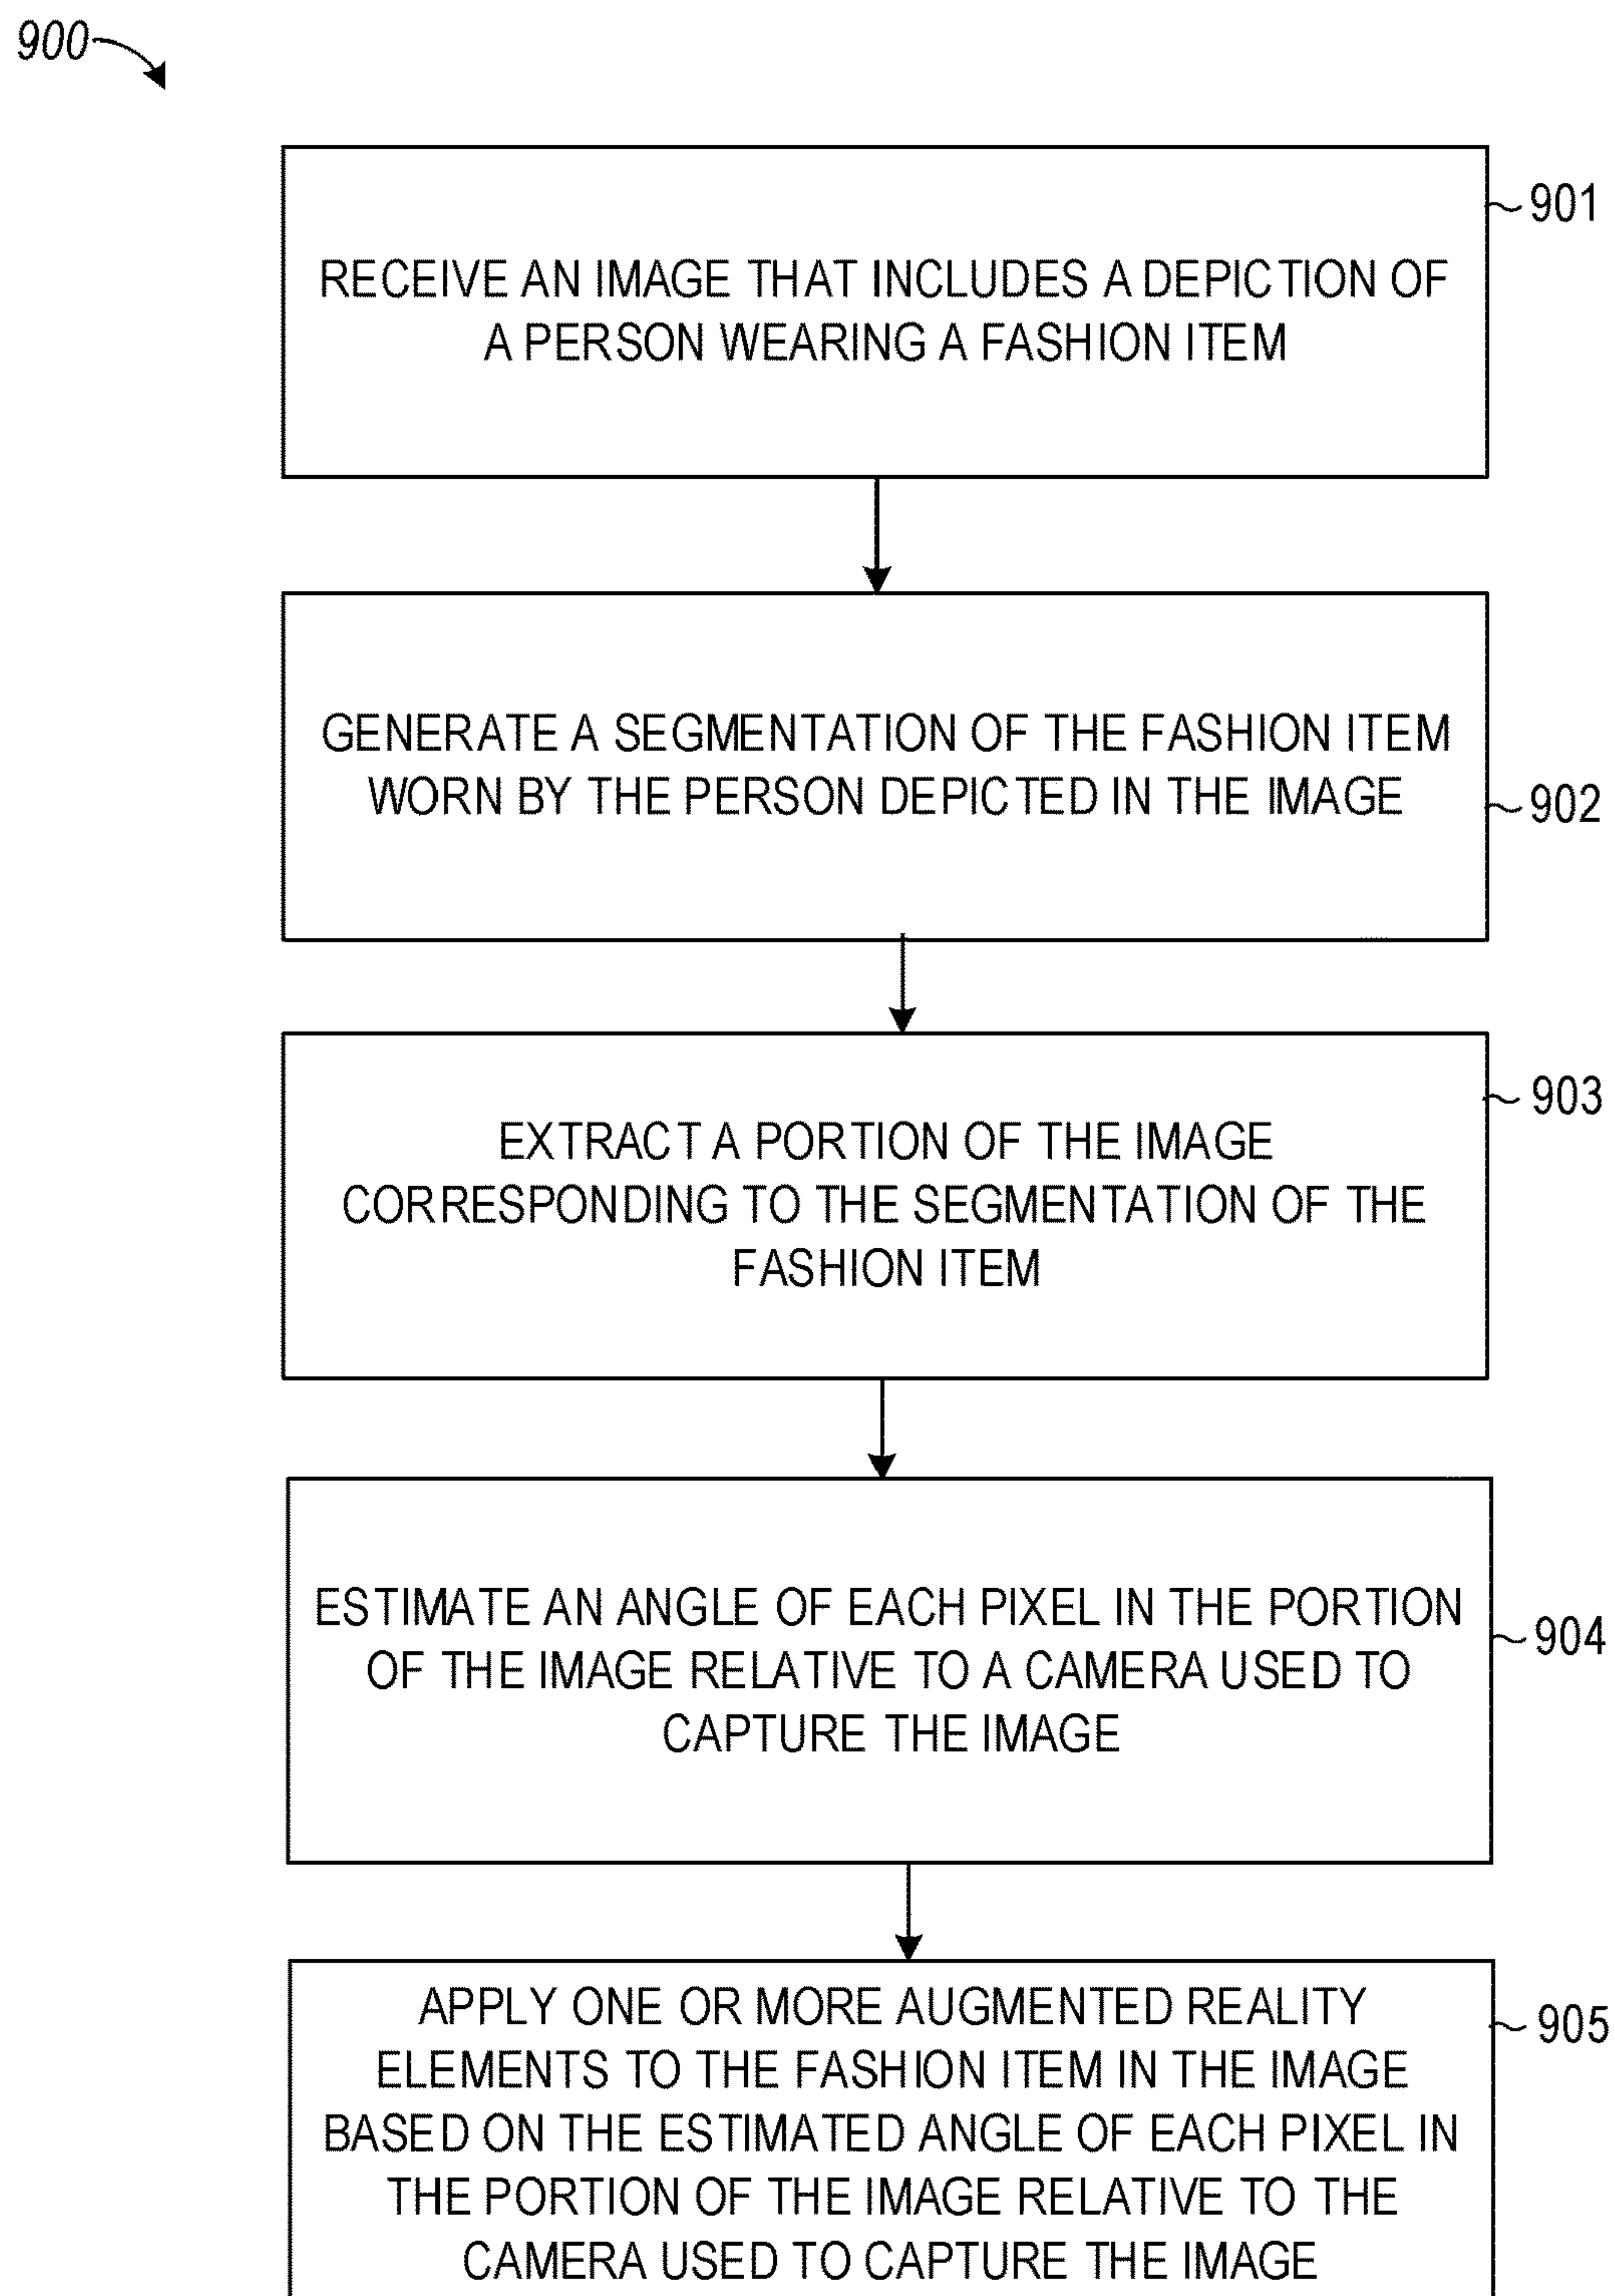 900
RECEIVE AN IMAGE THAT INCLUDES A DEPICTION OF
A PERSON WEARING A FASHION ITEM
901
GENERATE A SEGMENTATION OF THE FASHION ITEM
WORN BY THE PERSON DEPICTED IN THE IMAGE
902
EXTRACT A PORTION OF THE IMAGE
CORRESPONDING TO THE SEGMENTATION OF THE
FASHION ITEM
903
ESTIMATE AN ANGLE OF EACH PIXEL IN THE PORTION
OF THE IMAGE RELATIVE TO A CAMERA USED TO
CAPTURE THE IMAGE
904
APPLY ONE OR MORE AUGMENTED REALITY
ELEMENTS TO THE FASHION ITEM IN THE IMAGE
BASED ON THE ESTIMATED ANGLE OF EACH PIXEL IN
THE PORTION OF THE IMAGE RELATIVE TO THE
CAMERA USED TO CAPTURE THE IMAGE
905